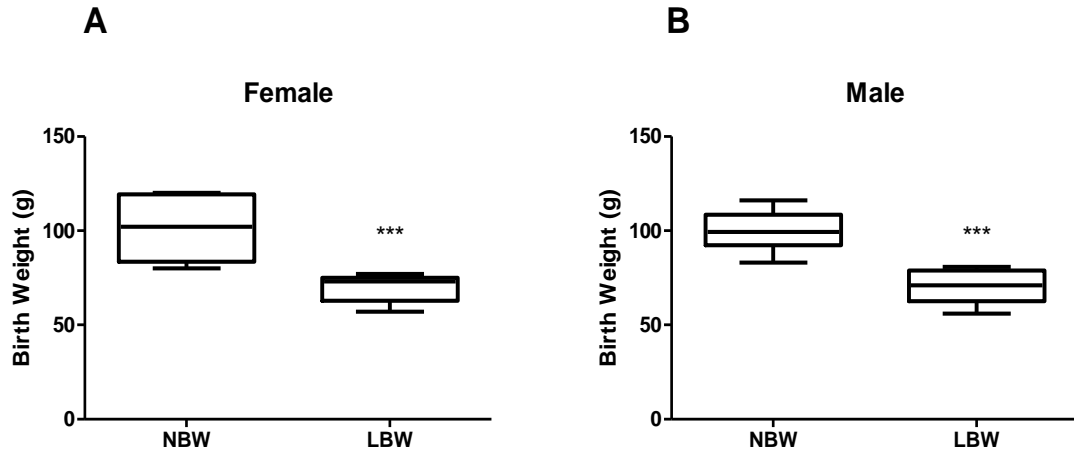 A
Female
150
100
50
0
Birth Weight (g)
***
NBW
LBW
B
Male
150
100
50
0
Birth Weight (g)
***
NBW
LBW